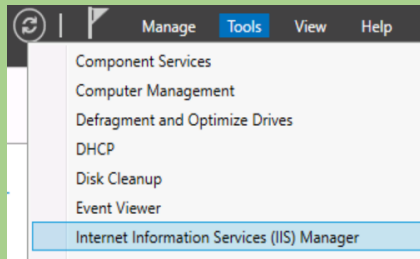 Manage Tools View Help
Component Services
Computer Management
Defragment and Optimize Drives
DHCP
Disk Cleanup
Event Viewer
Internet Information Services (IIS) Manager